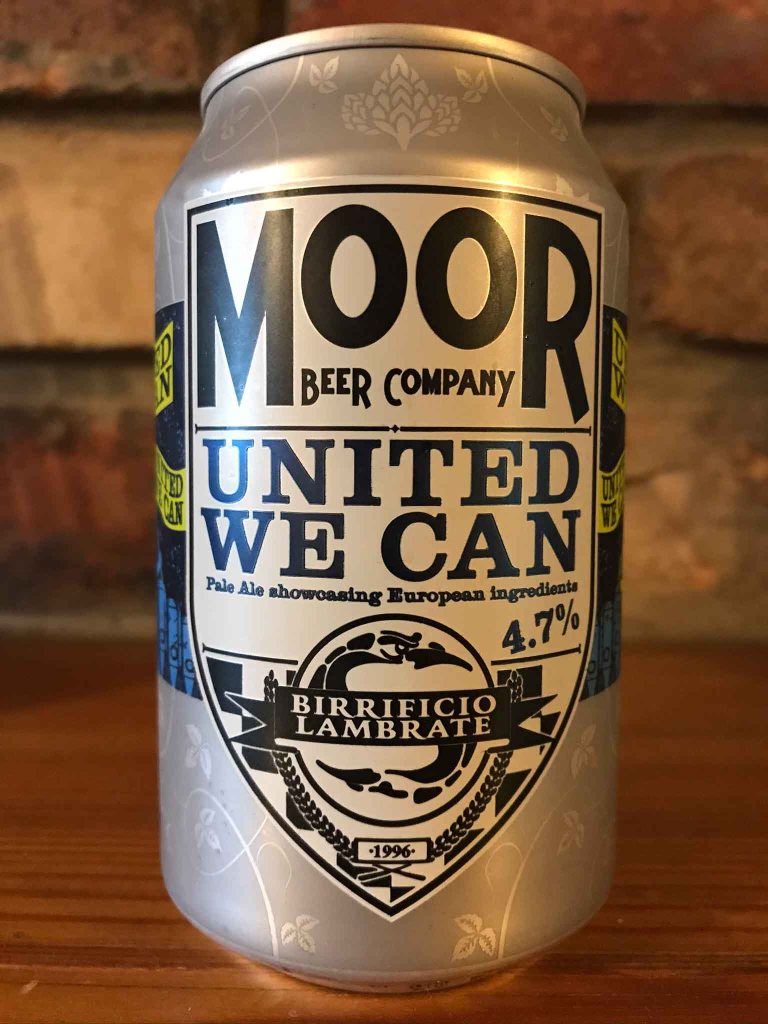 MOOR
BEER COMPANY
UNITED
WE CAN
Pale Ale showcasing European ingredients
4.7%
BIRRIFICIO
LAMBRATE
·1996·